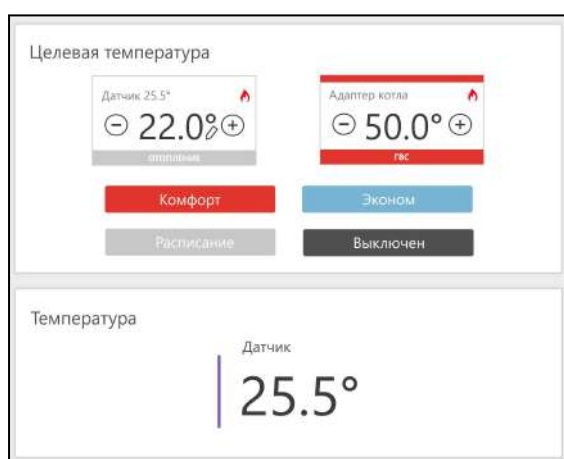 Целевая температура
Датчик 25.5°
22.0°
отопление
Адаптер котла
50.0°
гвс
Комфорт
Эконом
Расписание
Выключен
Температура
Датчик
25.5°